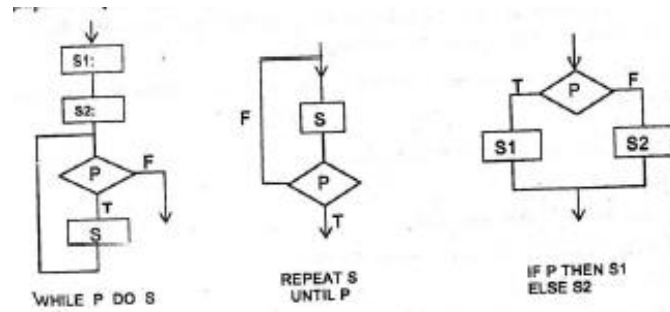 S1:
S2:
P
F
T
S
WHILE P DO S
F
S
P
T
REPEAT S
UNTIL P
T
P
F
S1
S2
IF P THEN S1
ELSE S2